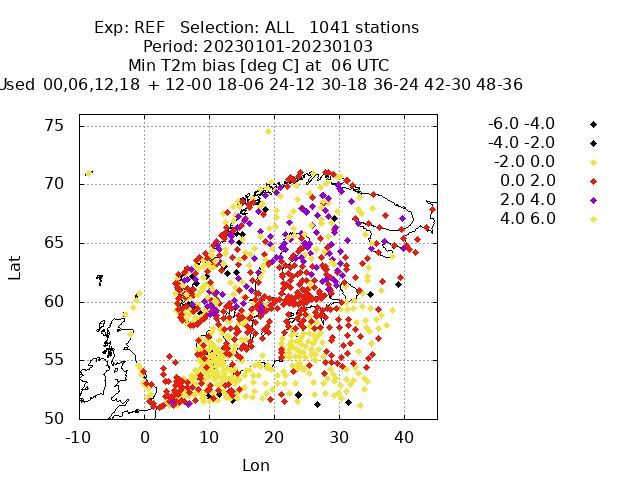 Exp: REF   Selection: ALL   1041 stations
Period: 20230101-20230103
Min T2m bias [deg C] at  06 UTC
Used 00,06,12,18 + 12-00 18-06 24-12 30-18 36-24 42-30 48-36
-6.0 -4.0
-4.0 -2.0
-2.0 0.0
0.0 2.0
2.0 4.0
4.0 6.0
75
70
65
60
55
50
Lat
-10 0 10 20 30 40
Lon